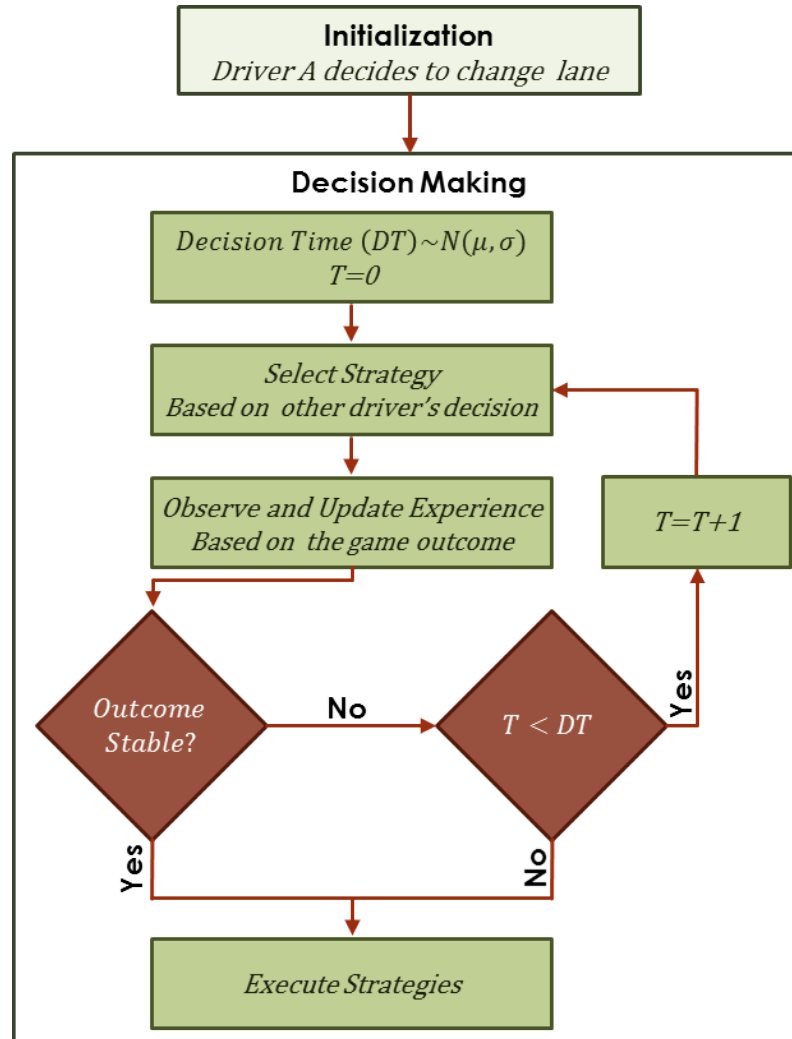 Initialization
Driver A decides to change lane
Decision Making
Decision Time (DT)~N(μ, σ)
T=0
Select Strategy
Based on other driver's decision
Observe and Update Experience
Based on the game outcome
T=T+1
Outcome
Stable?
No
T < DT
Yes
Yes
No
Execute Strategies